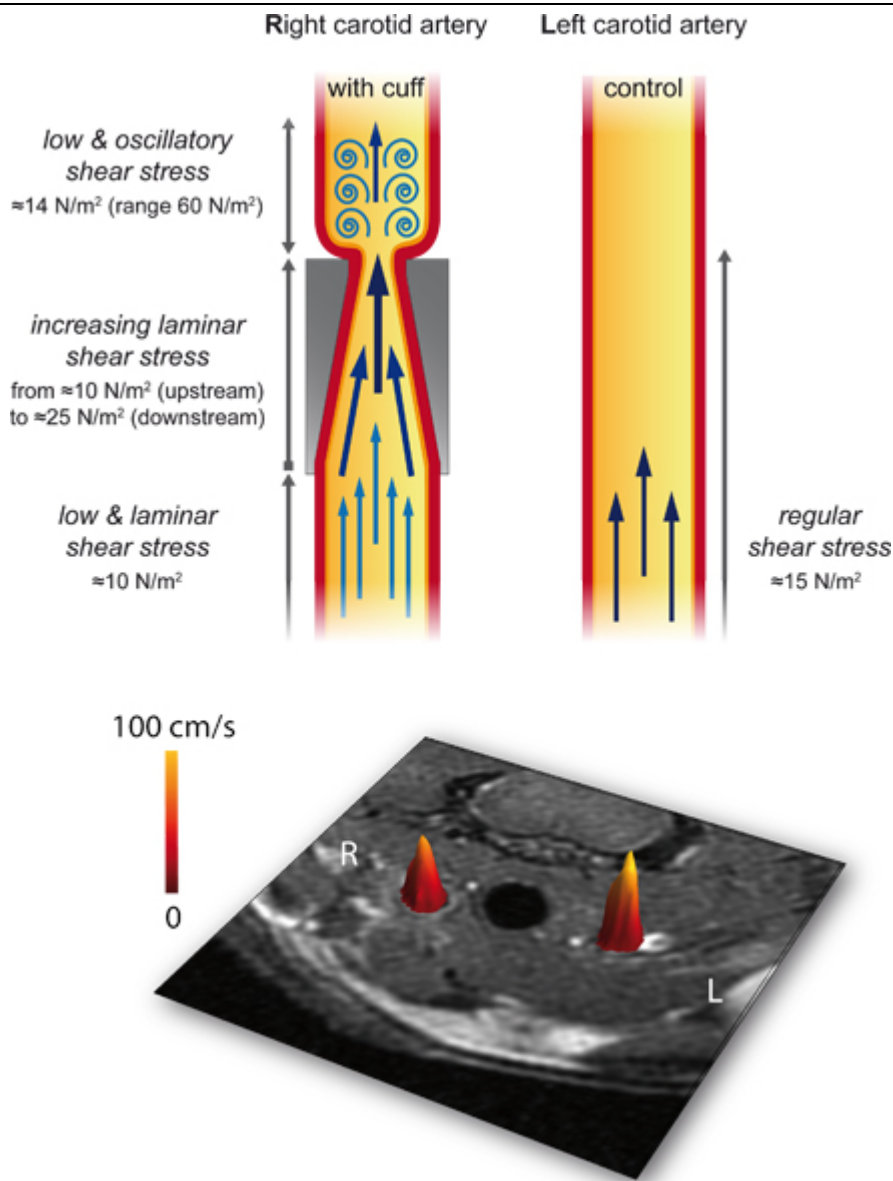 Right carotid artery
Left carotid artery
with cuff
control
low & oscillatory
shear stress
≈14 N/m² (range 60 N/m²)
increasing laminar
shear stress
from ≈10 N/m² (upstream)
to ≈25 N/m² (downstream)
low & laminar
shear stress
≈10 N/m²
regular
shear stress
≈15 N/m²
100 cm/s
0
R
L